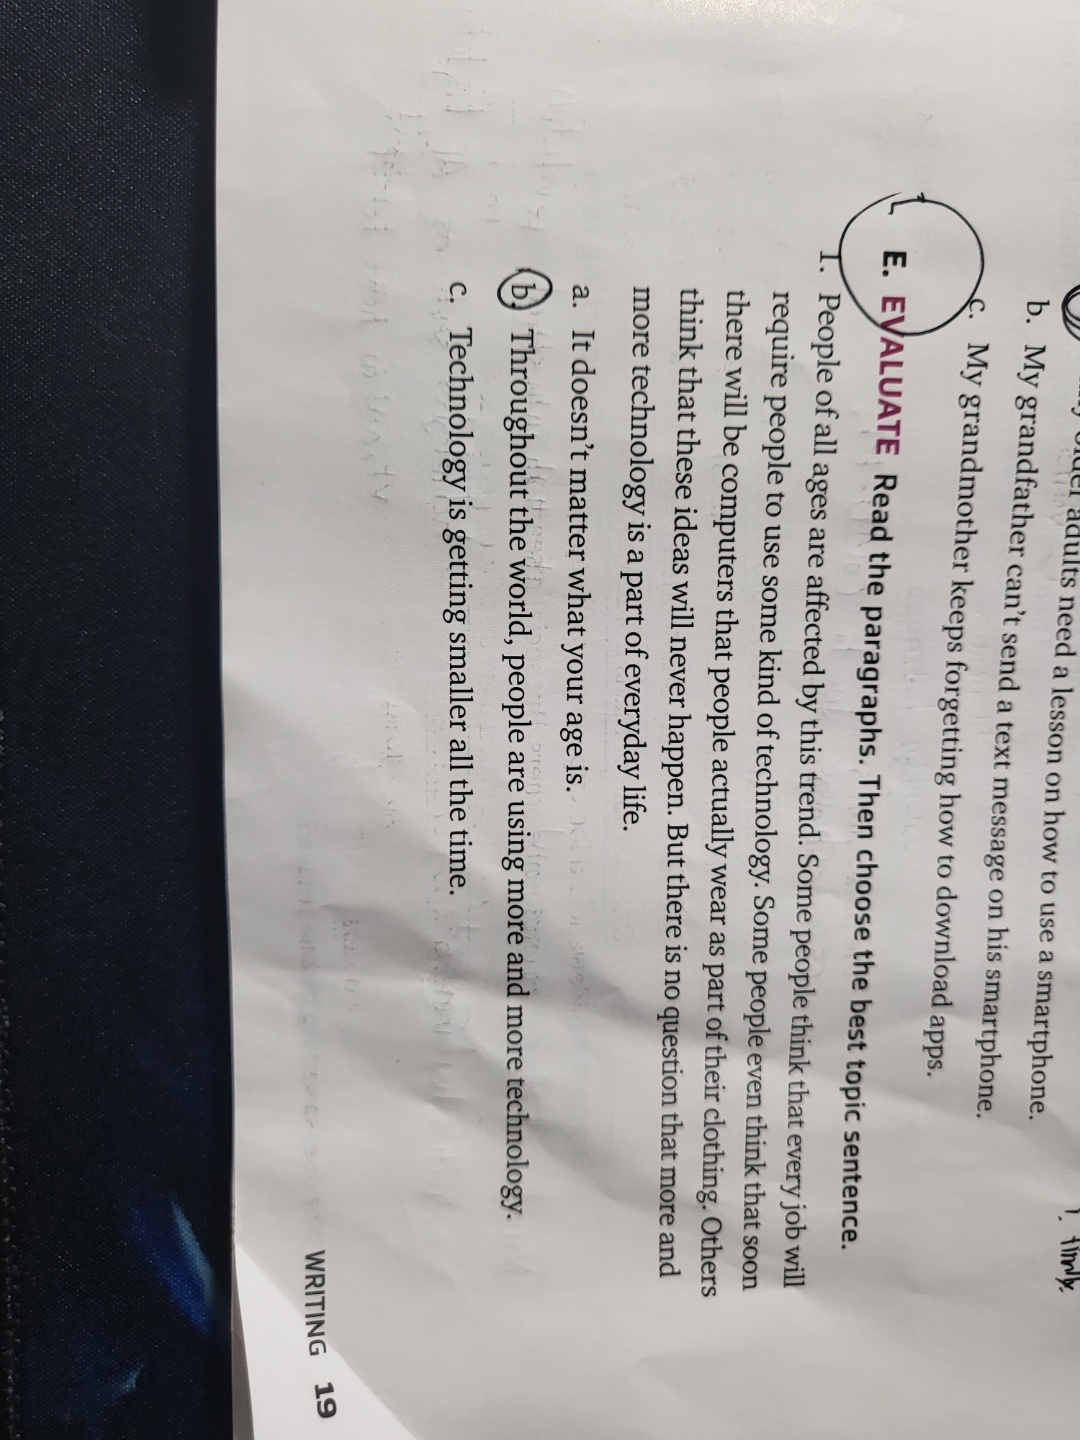 older adults need a lesson on how to use a smartphone.
b. My grandfather can't send a text message on his smartphone.
c. My grandmother keeps forgetting how to download apps.
E. EVALUATE Read the paragraphs. Then choose the best topic sentence.
1. People of all ages are affected by this trend. Some people think that every job will
require people to use some kind of technology. Some people even think that soon
there will be computers that people actually wear as part of their clothing. Others
think that these ideas will never happen. But there is no question that more and
more technology is a part of everyday life.
a. It doesn't matter what your age is.
b. Throughout the world, people are using more and more technology.
c. Technology is getting smaller all the time.
WRITING 19